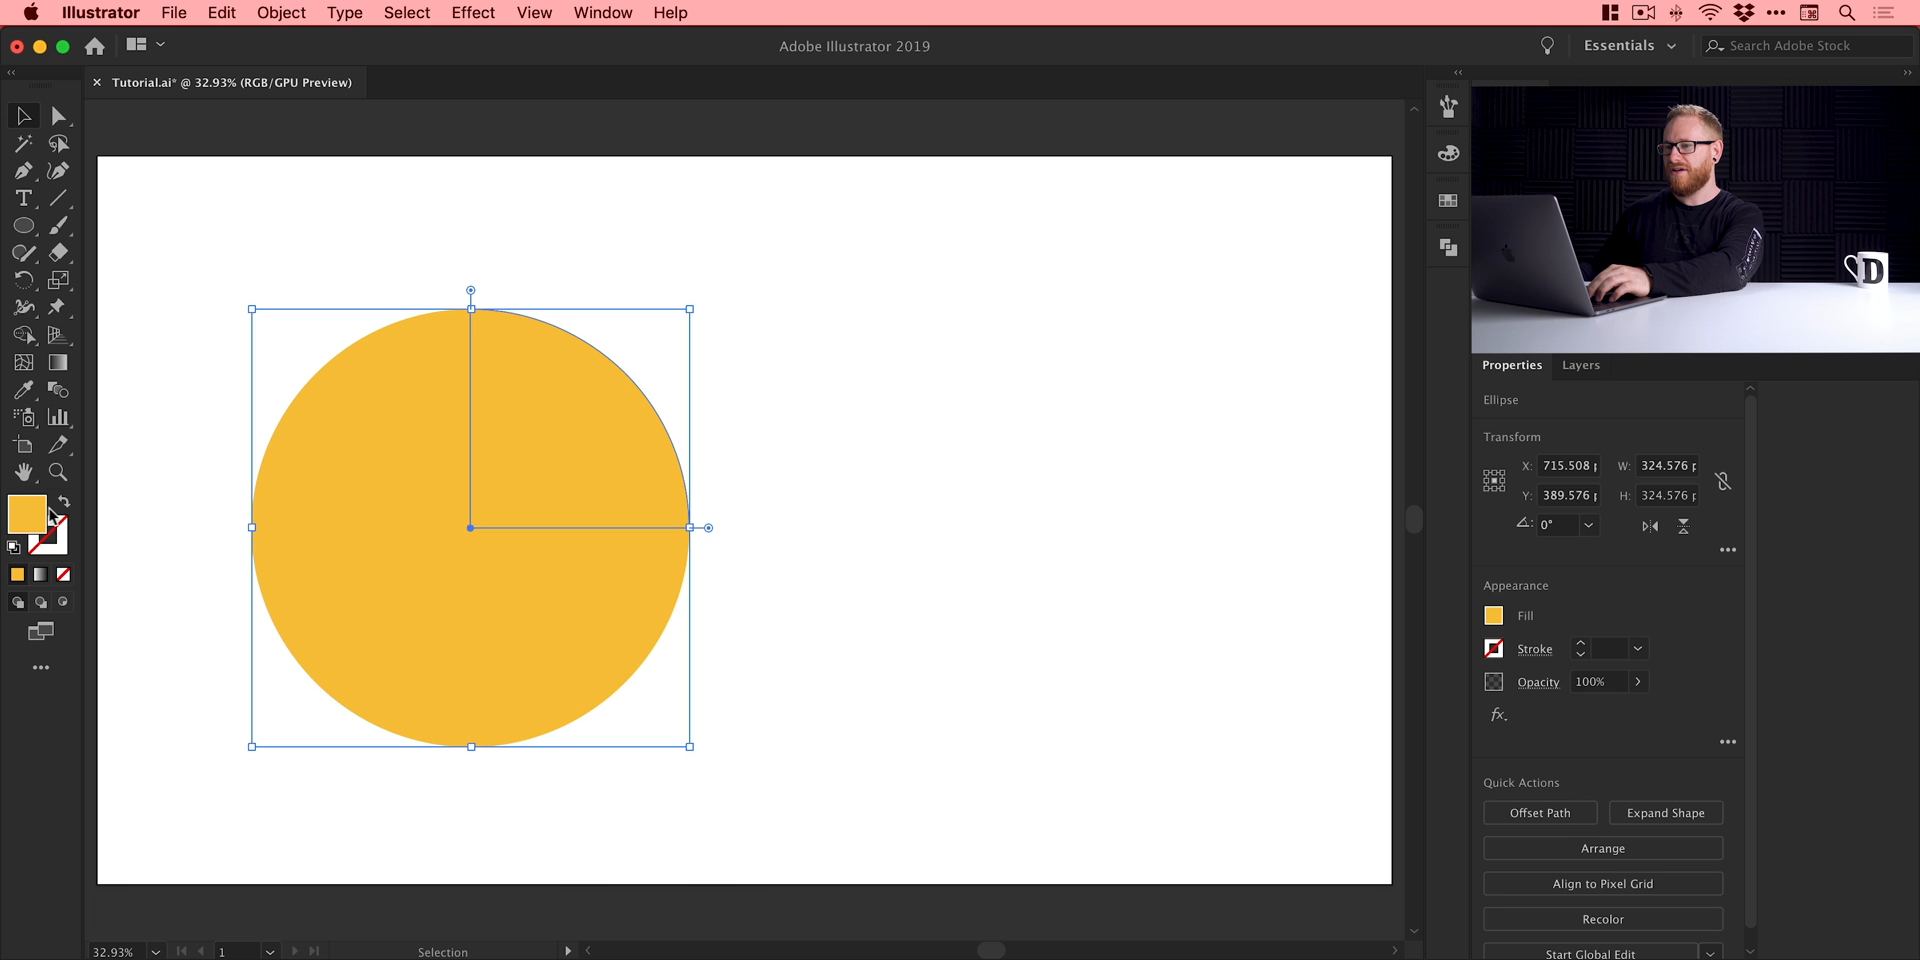 Illustrator File Edit Object Type Select Effect View Window Help
Adobe Illustrator 2019
Essentials
Search Adobe Stock
× Tutorial.ai* @ 32.93% (RGB/GPU Preview)
D
Properties Layers
Ellipse
Transform
X: 715.508 p W: 324.576 p
Y: 389.576 p H: 324.576 p
0°
Appearance
Fill
Stroke
Opacity 100%
fx.
Quick Actions
Offset Path Expand Shape
Arrange
Align to Pixel Grid
Recolor
Start Global Edit
32.93% 1 Selection